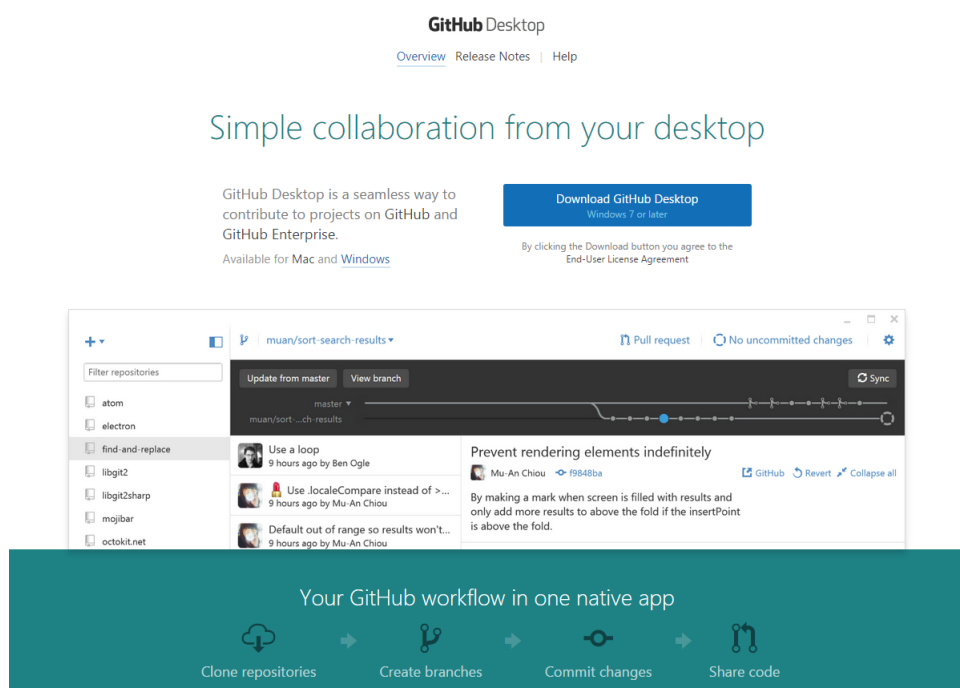 GitHub Desktop
Overview Release Notes | Help
Simple collaboration from your desktop
GitHub Desktop is a seamless way to
contribute to projects on GitHub and
GitHub Enterprise.
Available for Mac and Windows
Download GitHub Desktop
Windows 7 or later
By clicking the Download button you agree to the
End-User License Agreement
muan/sort-search-results
Pull request
No uncommitted changes
Filter repositories
atom
electron
find-and-replace
libgit2
libgit2sharp
mojibar
octokit.net
Update from master
View branch
Sync
master
muan/sort-...ch-results
Use a loop
9 hours ago by Ben Ogle
Use .localeCompare instead of >...
9 hours ago by Mu-An Chiou
Default out of range so results won't...
9 hours ago by Mu-An Chiou
Prevent rendering elements indefinitely
Mu-An Chiou f9848ba
GitHub Revert Collapse all
By making a mark when screen is filled with results and
only add more results to above the fold if the insertPoint
is above the fold.
Your GitHub workflow in one native app
Clone repositories
Create branches
Commit changes
Share code